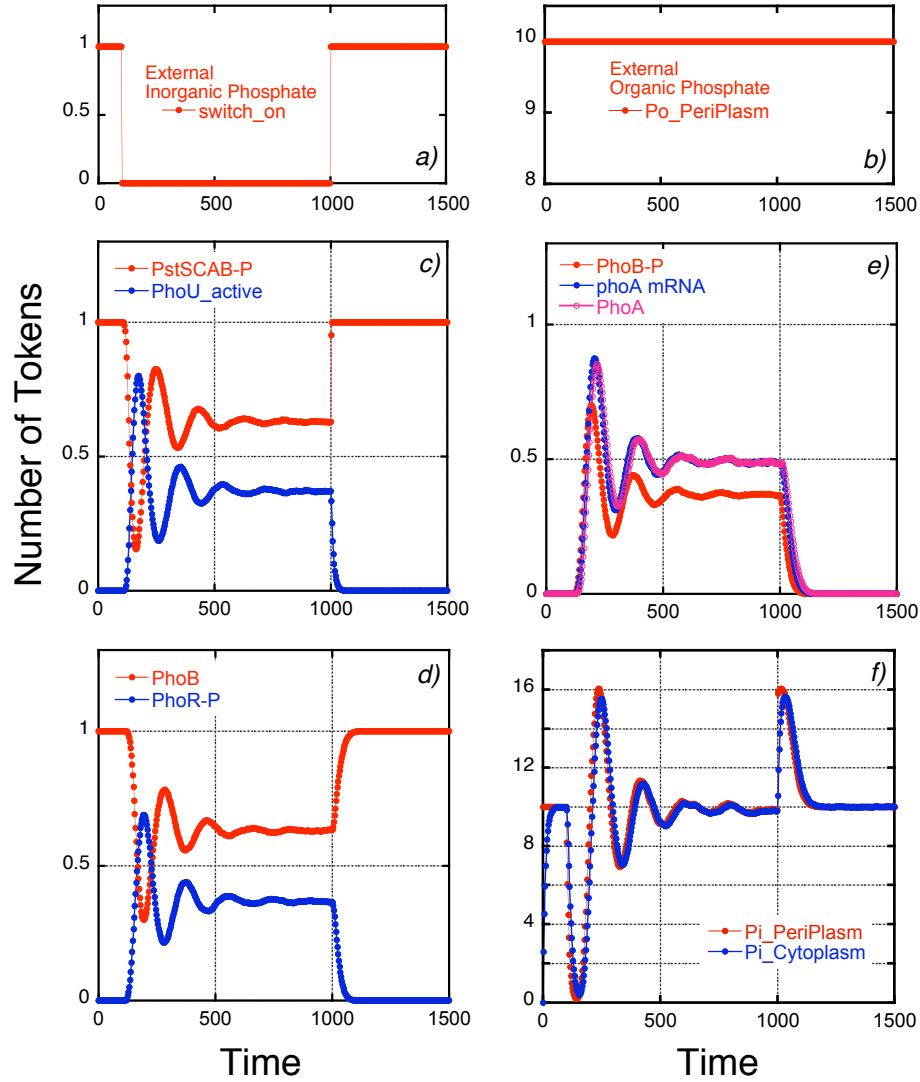 1
0.5
0
External
Inorganic Phosphate
switch_on
a)
0
500
1000
1500
10
9
8
External
Organic Phosphate
Po_PeriPlasm
b)
0
500
1000
1500
Number of Tokens
PstSCAB-P
PhoU_active
c)
1
0.5
0
0
500
1000
1500
PhoB-P
phoA mRNA
PhoA
e)
1
0.5
0
0
500
1000
1500
PhoB
PhoR-P
d)
1
0.5
0
0
500
1000
1500
Time
f)
16
12
8
4
0
Pi_PeriPlasm
Pi_Cytoplasm
0
500
1000
1500
Time